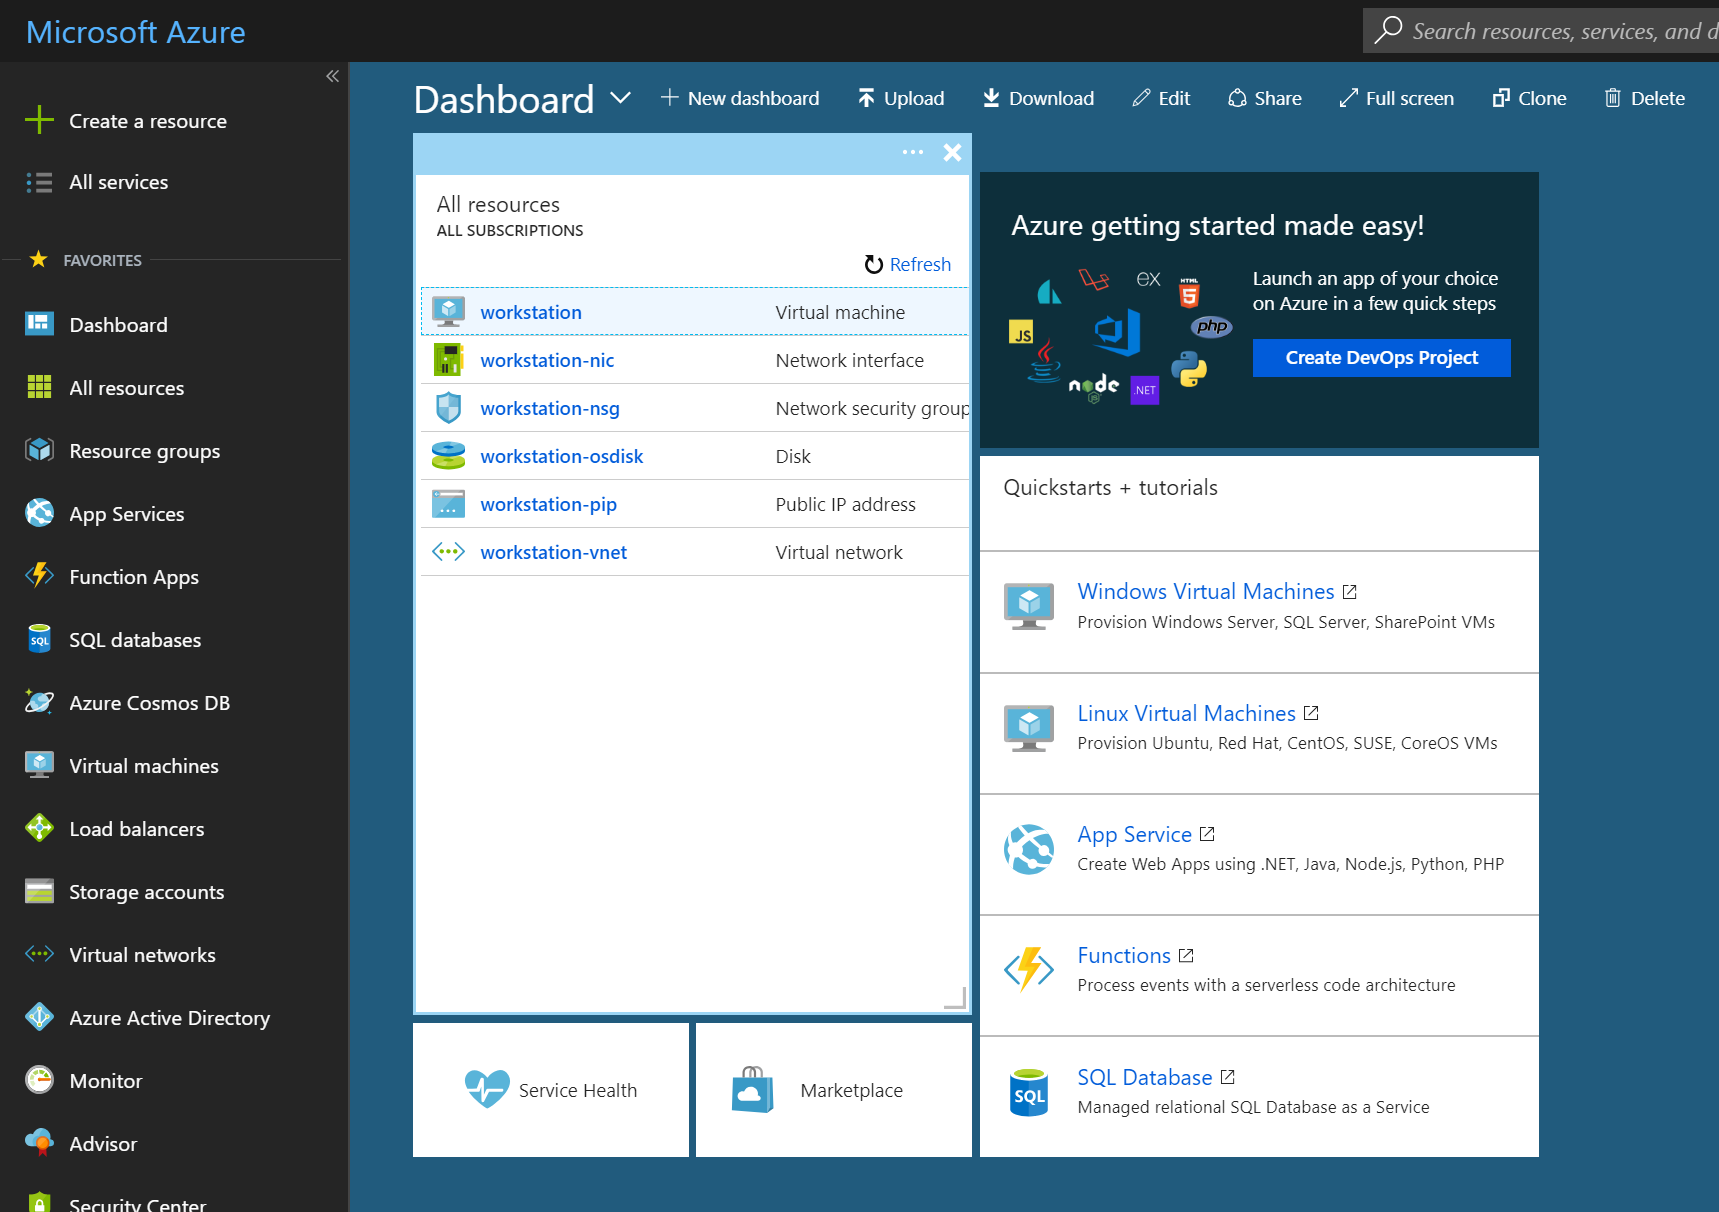 Microsoft Azure
Search resources, services, and d
Create a resource
All services
FAVORITES
Dashboard
All resources
Resource groups
App Services
Function Apps
SQL databases
Azure Cosmos DB
Virtual machines
Load balancers
Storage accounts
Virtual networks
Azure Active Directory
Monitor
Advisor
Security Center
Dashboard
New dashboard
Upload
Download
Edit
Share
Full screen
Clone
Delete
All resources
ALL SUBSCRIPTIONS
Refresh
workstation Virtual machine
workstation-nic Network interface
workstation-nsg Network security group
workstation-osdisk Disk
workstation-pip Public IP address
workstation-vnet Virtual network
Service Health
Marketplace
Azure getting started made easy!
EX
HTML
5
JS
php
node
JS
.NET
Launch an app of your choice
on Azure in a few quick steps
Create DevOps Project
Quickstarts + tutorials
Windows Virtual Machines
Provision Windows Server, SQL Server, SharePoint VMs
Linux Virtual Machines
Provision Ubuntu, Red Hat, CentOS, SUSE, CoreOS VMs
App Service
Create Web Apps using .NET, Java, Node.js, Python, PHP
Functions
Process events with a serverless code architecture
SQL
SQL Database
Managed relational SQL Database as a Service